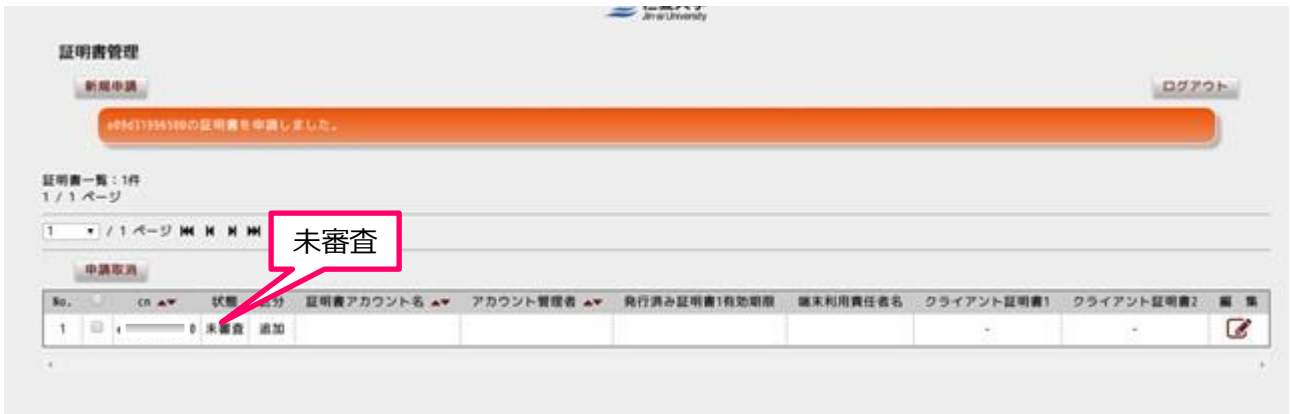 Jin-ai University
証明書管理
新規申請
ログアウト
の証明書を申請しました。
証明書一覧：1件
1 / 1 ページ
1 / 1 ページ
未審査
申請取消
No. cn ▲▼ 状態 区分 証明書アカウント名 ▲▼ アカウント管理者 ▲▼ 発行済み証明書1有効期限 端末利用責任者名 クライアント証明書1 クライアント証明書2 編集
1 未審査 追加 - -